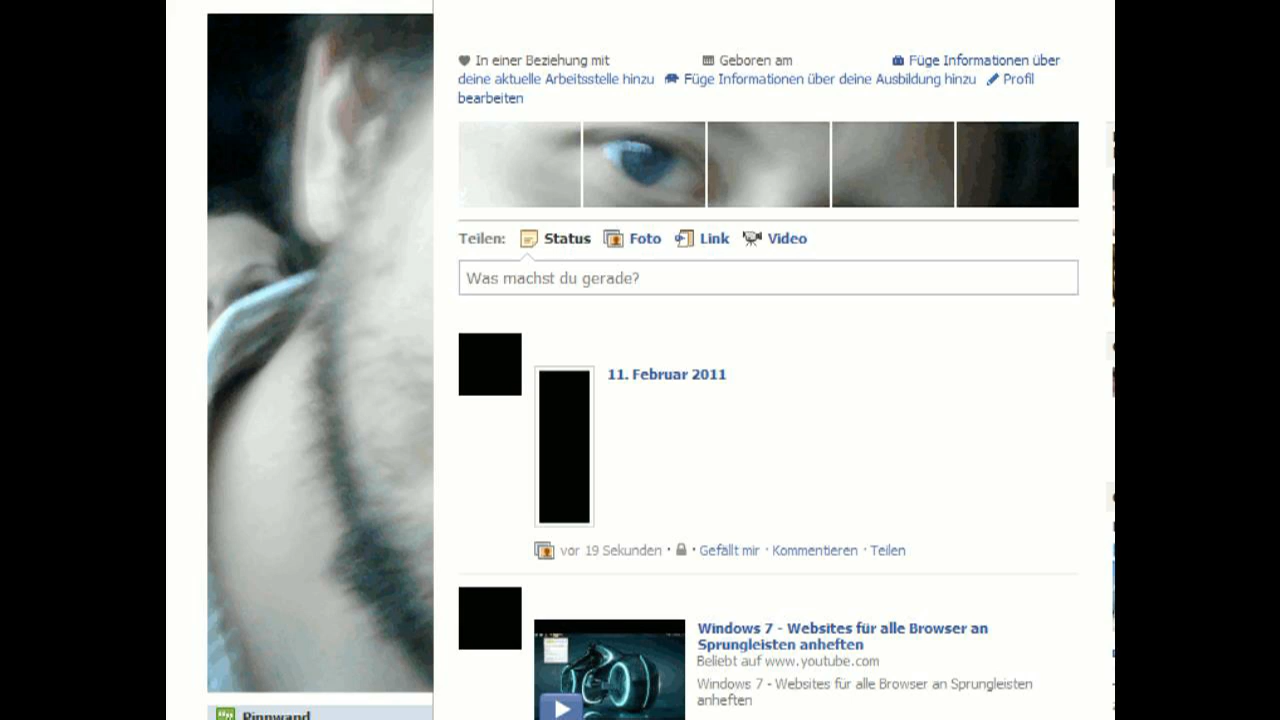 In einer Beziehung mit Geboren am Füge Informationen über
deine aktuelle Arbeitsstelle hinzu Füge Informationen über deine Ausbildung hinzu Profil
bearbeiten
Teilen: Status Foto Link Video
Was machst du gerade?
11. Februar 2011
vor 19 Sekunden · · Gefällt mir · Kommentieren · Teilen
Windows 7 - Websites für alle Browser an
Sprungleisten anheften
Beliebt auf www.youtube.com
Windows 7 - Websites für alle Browser an Sprungleisten
anheften
Pinnwand